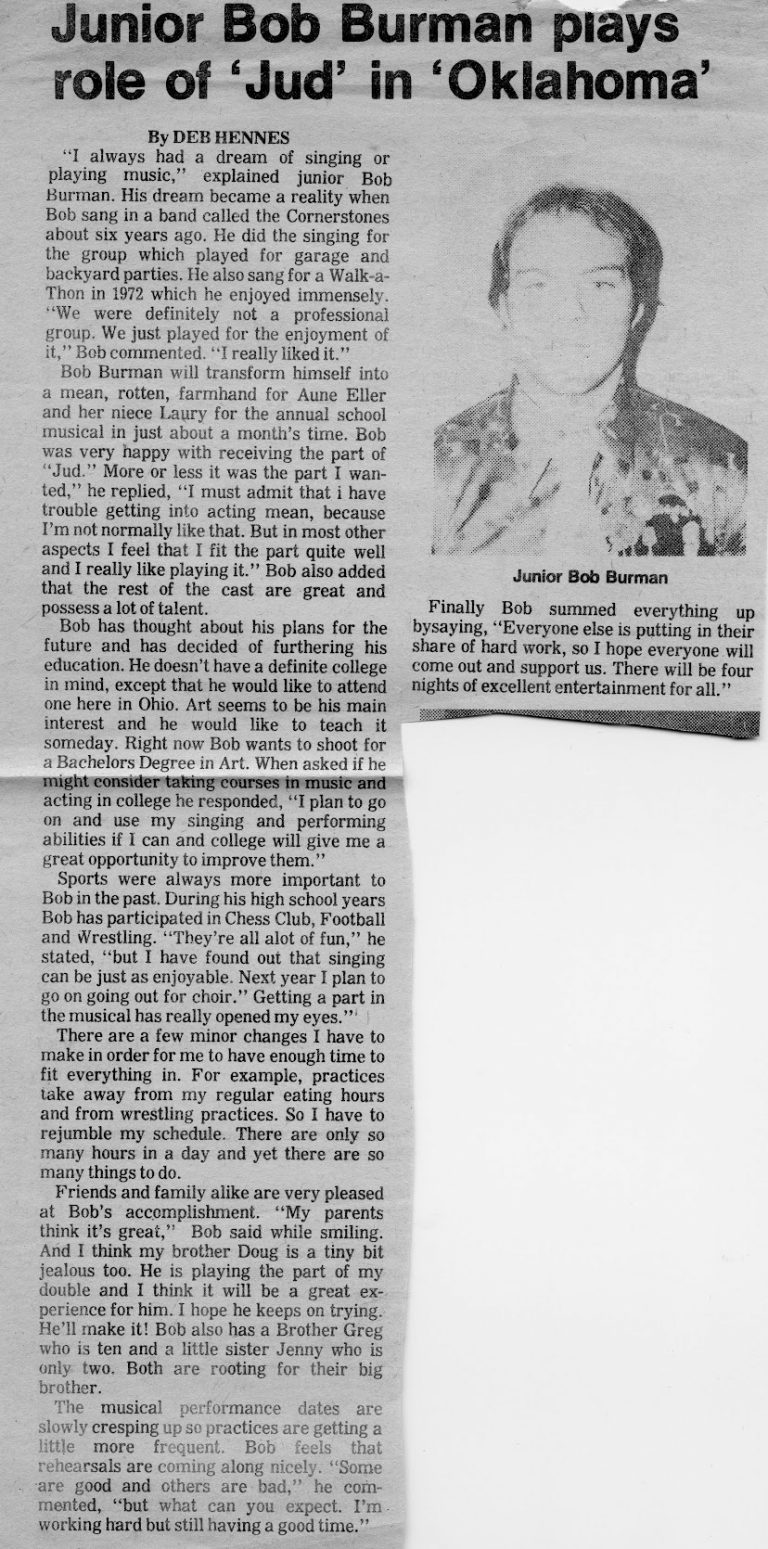 Junior Bob Burman plays
role of ‘Jud’ in ‘Oklahoma’
By DEB HENNES
“I always had a dream of singing or
playing music,” explained junior Bob
Burman. His dream became a reality when
Bob sang in a band called the Cornerstones
about six years ago. He did the singing for
the group which played for garage and
backyard parties. He also sang for a Walk-a-
Thon in 1972 which he enjoyed immensely.
“We were definitely not a professional
group. We just played for the enjoyment of
it,” Bob commented. “I really liked it.”
Bob Burman will transform himself into
a mean, rotten, farmhand for Aune Eller
and her niece Laury for the annual school
musical in just about a month’s time. Bob
was very happy with receiving the part of
“Jud.” More or less it was the part I wan-
ted,” he replied, “I must admit that i have
trouble getting into acting mean, because
I’m not normally like that. But in most other
aspects I feel that I fit the part quite well
and I really like playing it.” Bob also added
that the rest of the cast are great and
possess a lot of talent.
Bob has thought about his plans for the
future and has decided of furthering his
education. He doesn’t have a definite college
in mind, except that he would like to attend
one here in Ohio. Art seems to be his main
interest and he would like to teach it
someday. Right now Bob wants to shoot for
a Bachelors Degree in Art. When asked if he
might consider taking courses in music and
acting in college he responded, “I plan to go
on and use my singing and performing
abilities if I can and college will give me a
great opportunity to improve them.”
Sports were always more important to
Bob in the past. During his high school years
Bob has participated in Chess Club, Football
and Wrestling. “They’re all alot of fun,” he
stated, “but I have found out that singing
can be just as enjoyable. Next year I plan to
go on going out for choir.” Getting a part in
the musical has really opened my eyes.”
There are a few minor changes I have to
make in order for me to have enough time to
fit everything in. For example, practices
take away from my regular eating hours
and from wrestling practices. So I have to
rejumble my schedule. There are only so
many hours in a day and yet there are so
many things to do.
Friends and family alike are very pleased
at Bob’s accomplishment. “My parents
think it’s great,” Bob said while smiling.
And I think my brother Doug is a tiny bit
jealous too. He is playing the part of my
double and I think it will be a great ex-
perience for him. I hope he keeps on trying.
He’ll make it! Bob also has a Brother Greg
who is ten and a little sister Jenny who is
only two. Both are rooting for their big
brother.
The musical performance dates are
slowly cresping up so practices are getting a
little more frequent. Bob feels that
rehearsals are coming along nicely. “Some
are good and others are bad,” he com-
mented, “but what can you expect. I’m
working hard but still having a good time.”
Junior Bob Burman
Finally Bob summed everything up
bysaying, “Everyone else is putting in their
share of hard work, so I hope everyone will
come out and support us. There will be four
nights of excellent entertainment for all.”